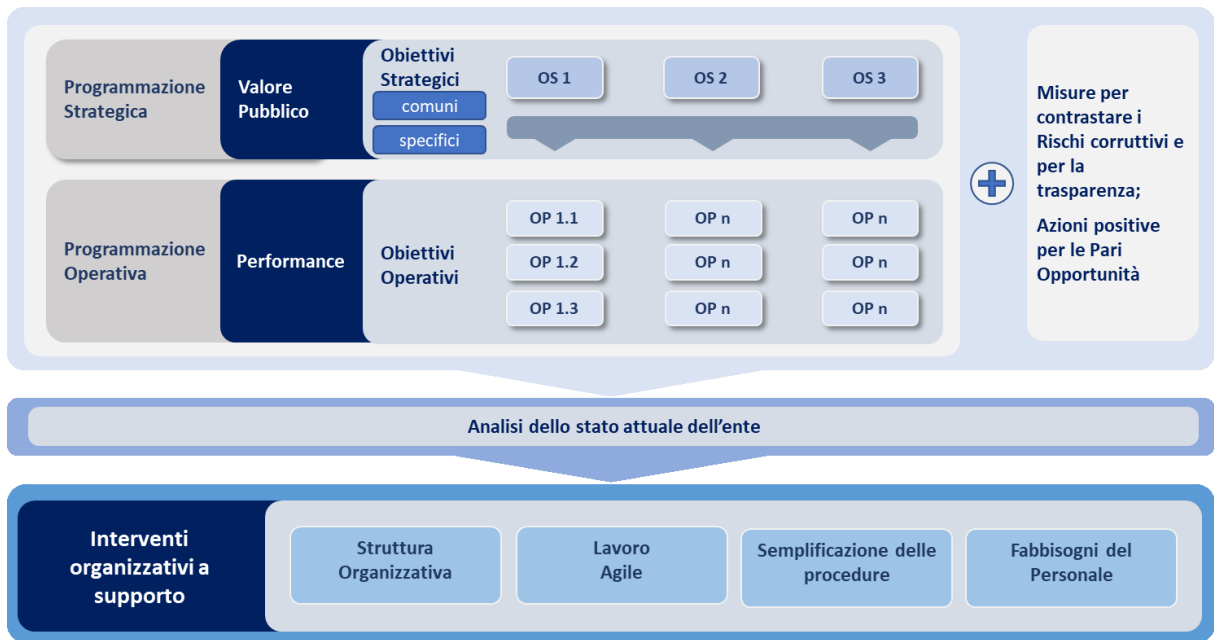 Programmazione
Strategica
Valore
Pubblico
Obiettivi
Strategici
comuni
specifici
OS 1
OS 2
OS 3
Programmazione
Operativa
Performance
Obiettivi
Operativi
OP 1.1
OP n
OP n
OP 1.2
OP n
OP n
OP 1.3
OP n
OP n
Misure per
contrastare i
Rischi corruttivi e
per la
trasparenza;
Azioni positive
per le Pari
Opportunità
Analisi dello stato attuale dell’ente
Interventi
organizzativi a
supporto
Struttura
Organizzativa
Lavoro
Agile
Semplificazione delle
procedure
Fabbisogni del
Personale